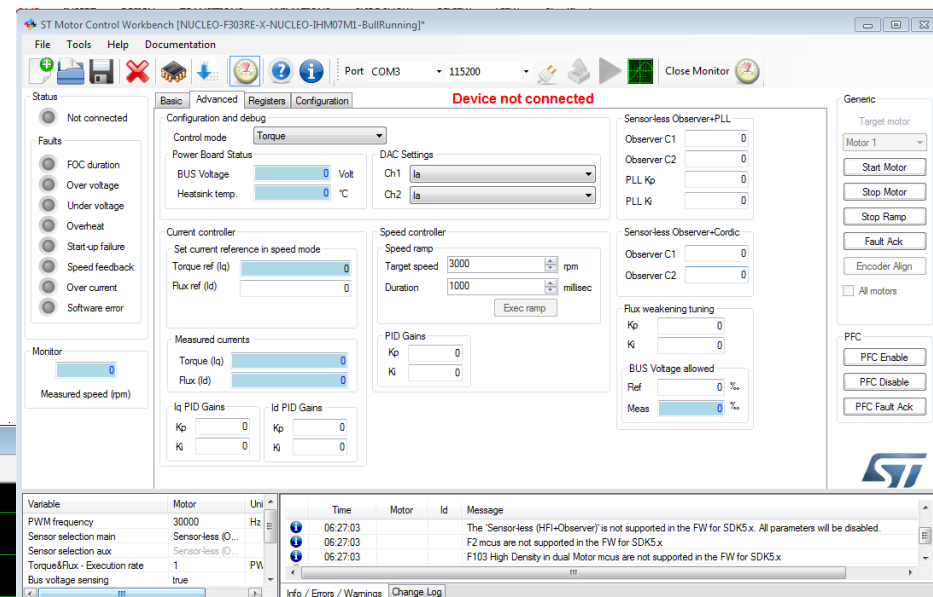 ST Motor Control Workbench [NUCLEO-F303RE-X-NUCLEO-IHM07M1-BullRunning]*
File Tools Help Documentation
Port COM3 115200 Close Monitor
Status
Not connected
Faults
FOC duration
Over voltage
Under voltage
Overheat
Start-up failure
Speed feedback
Over current
Software error
Monitor
0
Measured speed (rpm)
Basic Advanced Registers Configuration
Device not connected
Configuration and debug
Control mode Torque
Power Board Status
BUS Voltage 0 Volt
Heatsink temp. 0 °C
DAC Settings
Ch1 Ia
Ch2 Ia
Current controller
Set current reference in speed mode
Torque ref (Iq) 0
Flux ref (Id) 0
Measured currents
Torque (Iq) 0
Flux (Id) 0
Iq PID Gains
Kp 0
Ki 0
Id PID Gains
Kp 0
Ki 0
Speed controller
Speed ramp
Target speed 3000 rpm
Duration 1000 millisec
Exec ramp
PID Gains
Kp 0
Ki 0
Sensor-less Observer+PLL
Observer C1 0
Observer C2 0
PLL Kp 0
PLL Ki 0
Sensor-less Observer+Cordic
Observer C1 0
Observer C2 0
Flux weakening tuning
Kp 0
Ki 0
BUS Voltage allowed
Ref 0 ‰
Meas 0 ‰
Generic
Target motor
Motor 1
Start Motor
Stop Motor
Stop Ramp
Fault Ack
Encoder Align
All motors
PFC
PFC Enable
PFC Disable
PFC Fault Ack
ST
Variable Motor Uni
PWM frequency 30000 Hz
Sensor selection main Sensor-less (O...
Sensor selection aux Sensor-less (O...
Torque&Flux - Execution rate 1 PW
Bus voltage sensing true
Time Motor Id Message
06:27:03 The 'Sensor-less (HFI+Observer)' is not supported in the FW for SDK5.x. All parameters will be disabled.
06:27:03 F2 mcus are not supported in the FW for SDK5.x
06:27:03 F103 High Density in dual Motor mcus are not supported in the FW for SDK5.x
Info / Errors / Warnings Change Log